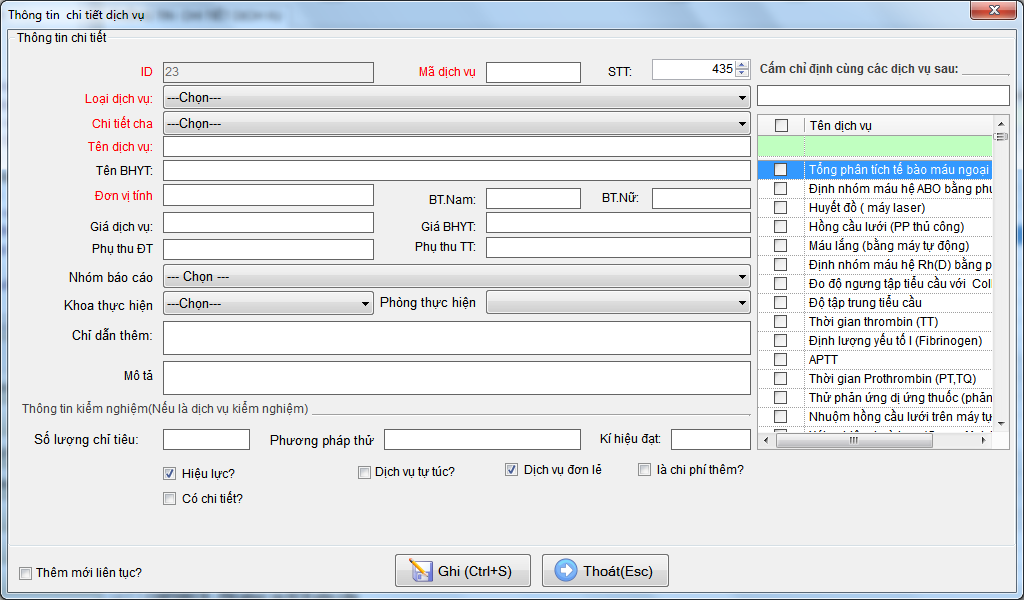 Thông tin chi tiết dịch vụ
Thông tin chi tiết
ID 23 Mã dịch vụ STT: 435
Loại dịch vụ: ---Chọn---
Chi tiết cha ---Chọn---
Tên dịch vụ:
Tên BHYT:
Đơn vị tính BT.Nam: BT.Nữ:
Giá dịch vụ: Giá BHYT:
Phụ thu ĐT Phụ thu TT:
Nhóm báo cáo --- Chọn ---
Khoa thực hiện ---Chọn--- Phòng thực hiện
Chỉ dẫn thêm:
Mô tả
Thông tin kiểm nghiệm(Nếu là dịch vụ kiểm nghiệm)
Số lượng chỉ tiêu: Phương pháp thử Kí hiệu đạt:
Hiệu lực? Dịch vụ tự túc? Dịch vụ đơn lẻ là chi phí thêm?
Có chi tiết?
Cấm chỉ định cùng các dịch vụ sau:
Tên dịch vụ
Tổng phân tích tế bào máu ngoại
Định nhóm máu hệ ABO bằng phư
Huyết đồ ( máy laser)
Hồng cầu lưới (PP thủ công)
Máu lắng (bằng máy tự động)
Định nhóm máu hệ Rh(D) bằng p
Đo độ ngưng tập tiểu cầu với Col
Độ tập trung tiểu cầu
Thời gian thrombin (TT)
Định lượng yếu tố I (Fibrinogen)
APTT
Thời gian Prothrombin (PT,TQ)
Thử phản ứng dị ứng thuốc (phản
Nhuộm hồng cầu lưới trên máy tự
Thêm mới liên tục? Ghi (Ctrl+S) Thoát(Esc)